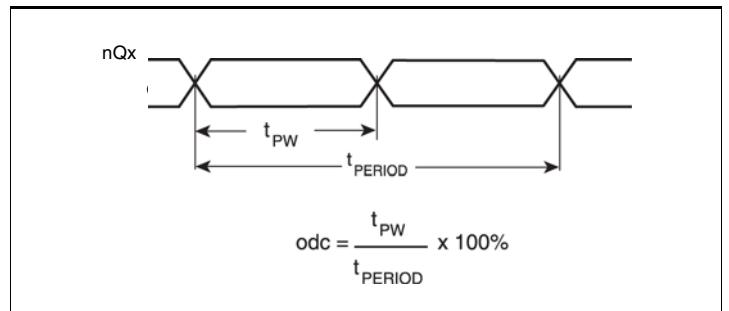 nQx
tPW
tPERIOD
odc = tPW / tPERIOD x 100%